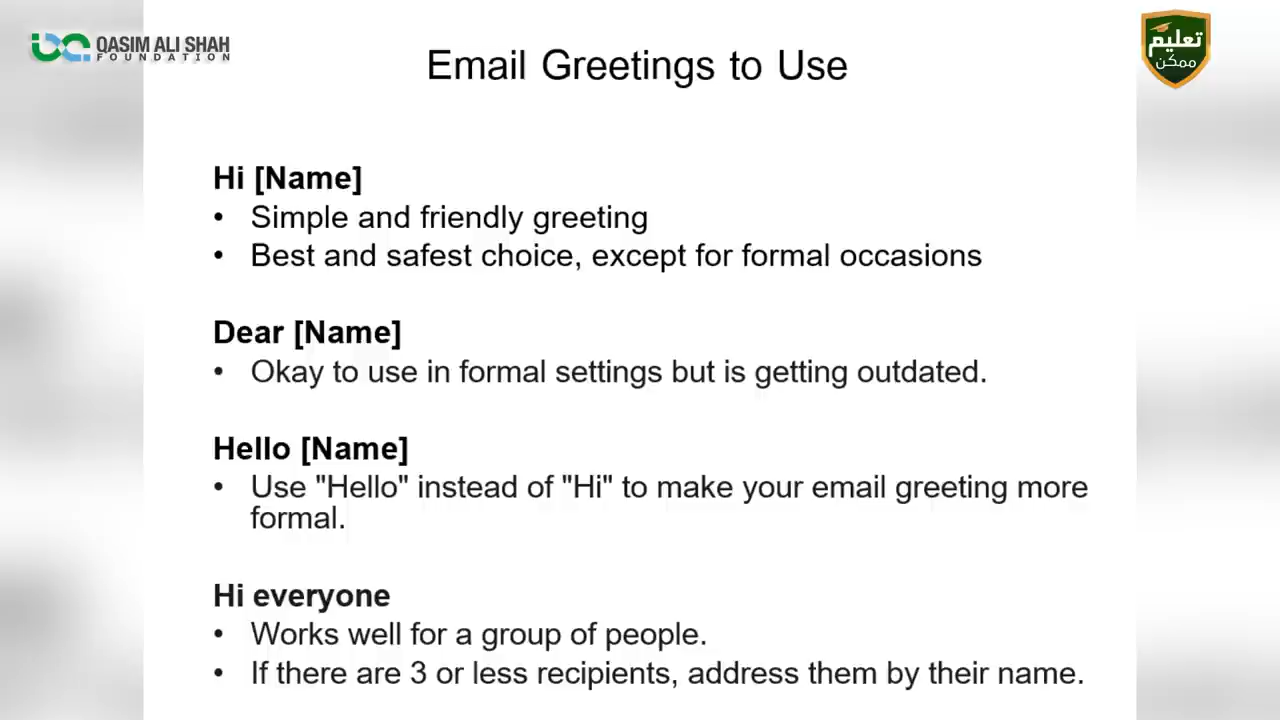 QASIM ALI SHAH
FOUNDATION
Email Greetings to Use
تعلیم
ممکن
Hi [Name]
• Simple and friendly greeting
• Best and safest choice, except for formal occasions
Dear [Name]
• Okay to use in formal settings but is getting outdated.
Hello [Name]
• Use "Hello" instead of "Hi" to make your email greeting more
formal.
Hi everyone
• Works well for a group of people.
• If there are 3 or less recipients, address them by their name.